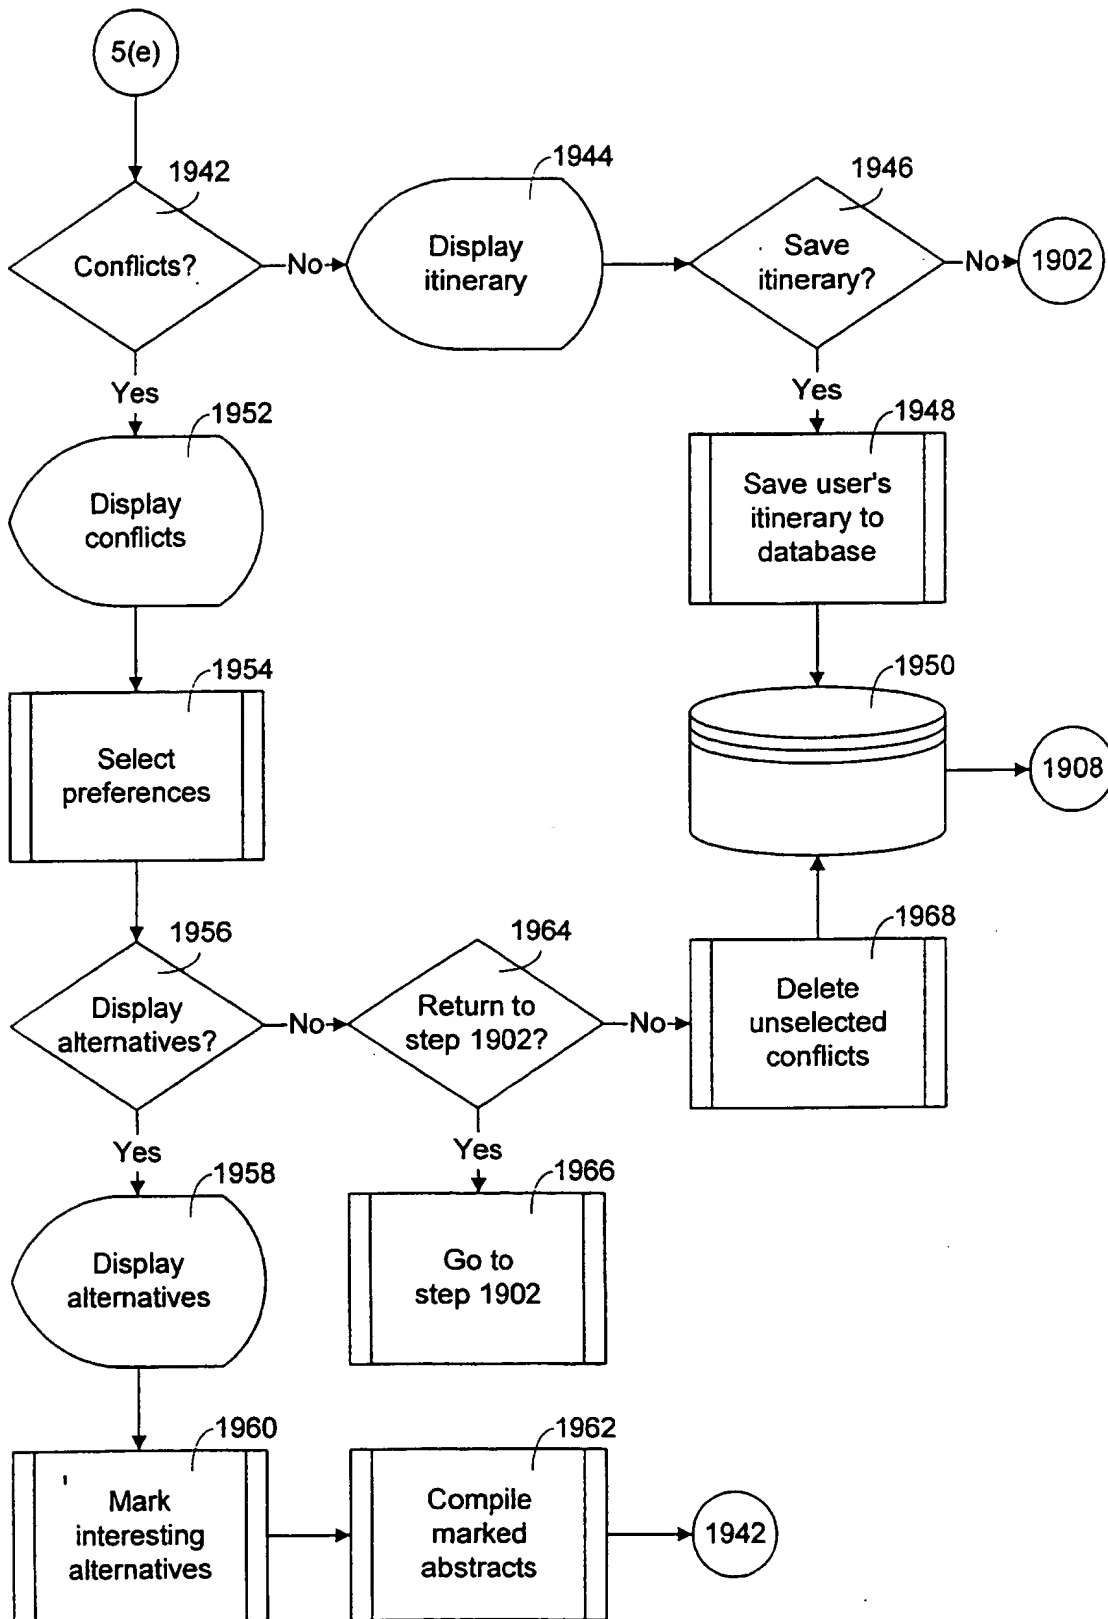 5(e)
1942
Conflicts?
No
1944
Display
itinerary
1946
Save
itinerary?
No
1902
Yes
1952
Display
conflicts
Yes
1948
Save user's
itinerary to
database
1954
Select
preferences
1950
1908
1956
Display
alternatives?
No
1964
Return to
step 1902?
No
1968
Delete
unselected
conflicts
Yes
1958
Display
alternatives
Yes
1966
Go to
step 1902
1960
Mark
interesting
alternatives
1962
Compile
marked
abstracts
1942